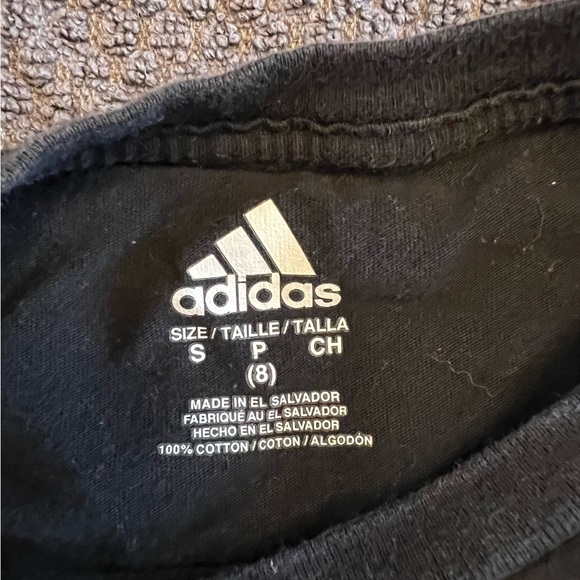 adidas
SIZE / TAILLE / TALLA
S P CH
(8)
MADE IN EL SALVADOR
FABRIQUÉ AU EL SALVADOR
HECHO EN EL SALVADOR
100% COTTON / COTON / ALGODÓN